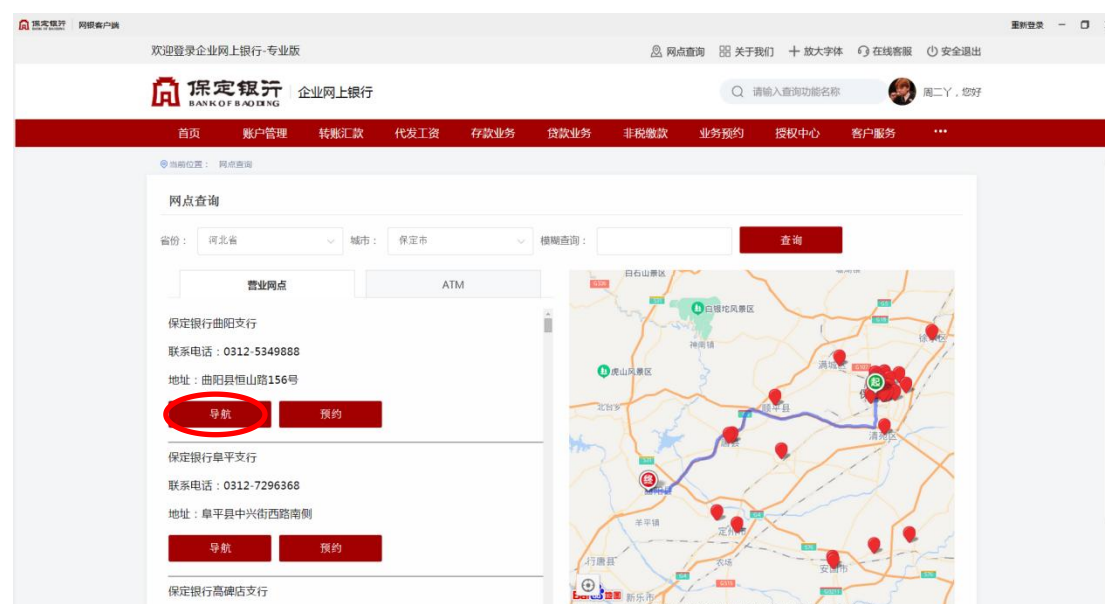 保定银行 网银客户端 重新登录
欢迎登录企业网上银行-专业版 网点查询 关于我们 放大字体 在线客服 安全退出
保定银行 企业网上银行 请输入查询功能名称 周二丫，您好
BANK OF BAODING
首页 账户管理 转账汇款 代发工资 存款业务 贷款业务 非税缴款 业务预约 授权中心 客户服务 •••
当前位置： 网点查询
网点查询
省份： 河北省 城市： 保定市 模糊查询： 查询
营业网点 ATM
保定银行曲阳支行
联系电话：0312-5349888
地址：曲阳县恒山路156号
导航 预约
保定银行阜平支行
联系电话：0312-7296368
地址：阜平县中兴街西路南侧
导航 预约
保定银行高碑店支行
白石山景区
白银坨风景区
神南镇
虎山风景区
满城区
北台乡
顺平县
起
清苑区
终
羊平镇
定州市
行唐县
农场
安国市
新乐市